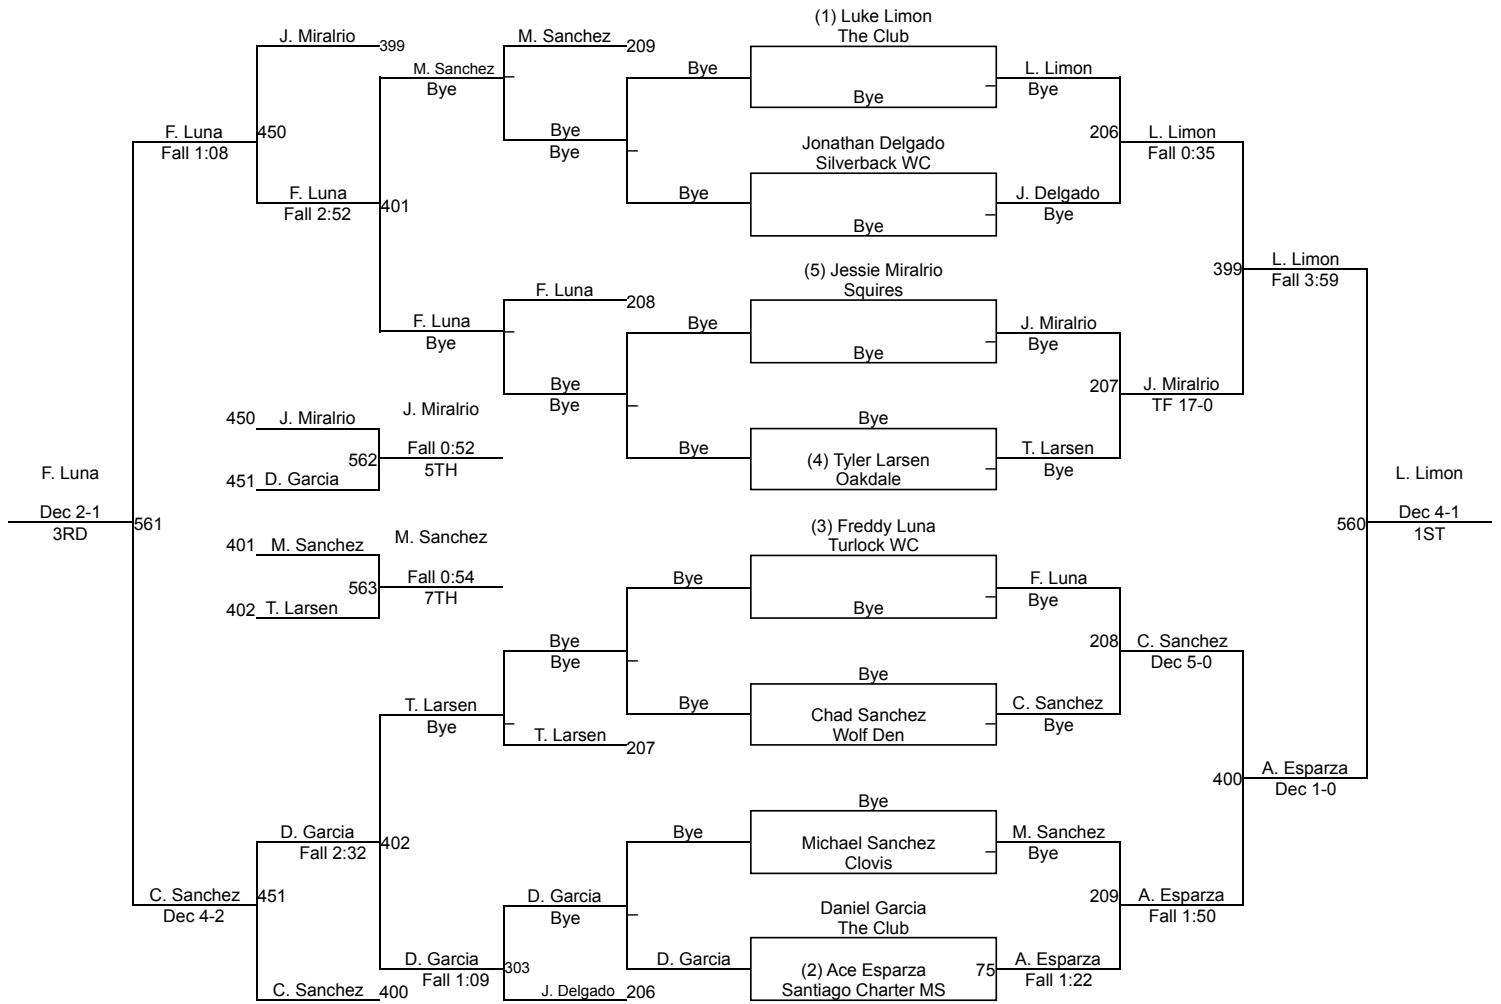 (1) Luke Limon
The Club
J. Miralrio
399
M. Sanchez
209
M. Sanchez
Bye
Bye
Bye
L. Limon
Bye
F. Luna
Fall 1:08
450
Bye
Bye
Jonathan Delgado
Silverback WC
206
L. Limon
Fall 0:35
F. Luna
Fall 2:52
401
Bye
Bye
J. Delgado
Bye
(5) Jessie Miralrio
Squires
399
L. Limon
Fall 3:59
F. Luna
208
F. Luna
Bye
Bye
Bye
J. Miralrio
Bye
Bye
Bye
207
J. Miralrio
TF 17-0
450
J. Miralrio
J. Miralrio
Bye
562
Fall 0:52
5TH
Bye
(4) Tyler Larsen
Oakdale
T. Larsen
Bye
451
D. Garcia
F. Luna
Dec 2-1
3RD
561
L. Limon
560
Dec 4-1
1ST
401
M. Sanchez
M. Sanchez
(3) Freddy Luna
Turlock WC
563
Fall 0:54
7TH
402
T. Larsen
Bye
Bye
F. Luna
Bye
Bye
Bye
208
C. Sanchez
Dec 5-0
Bye
T. Larsen
Bye
Bye
Chad Sanchez
Wolf Den
C. Sanchez
Bye
T. Larsen
207
400
A. Esparza
Dec 1-0
Bye
D. Garcia
Fall 2:32
402
Bye
Michael Sanchez
Clovis
M. Sanchez
Bye
C. Sanchez
Dec 4-2
451
D. Garcia
Bye
Daniel Garcia
The Club
209
A. Esparza
Fall 1:50
D. Garcia
Fall 1:09
303
D. Garcia
(2) Ace Esparza
Santiago Charter MS
75
A. Esparza
Fall 1:22
C. Sanchez
400
J. Delgado
206